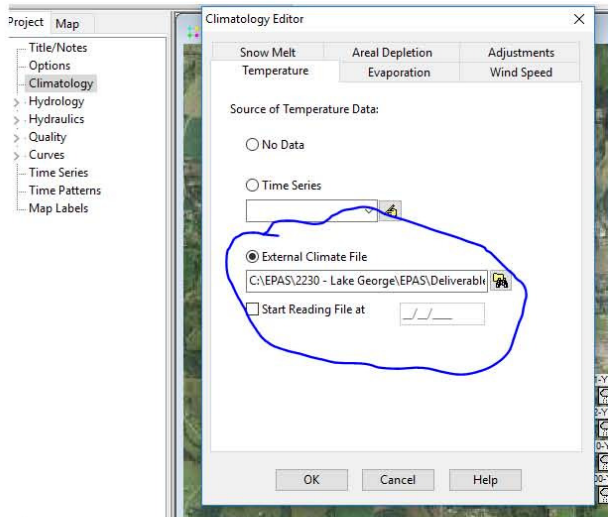 Project Map
Title/Notes
Options
Climatology
Hydrology
Hydraulics
Quality
Curves
Time Series
Time Patterns
Map Labels
Climatology Editor
Snow Melt Areal Depletion Adjustments
Temperature Evaporation Wind Speed
Source of Temperature Data:
No Data
Time Series
External Climate File
C:\EPAS\2230 - Lake George\EPAS\Deliverable
Start Reading File at
__/__/____
OK Cancel Help